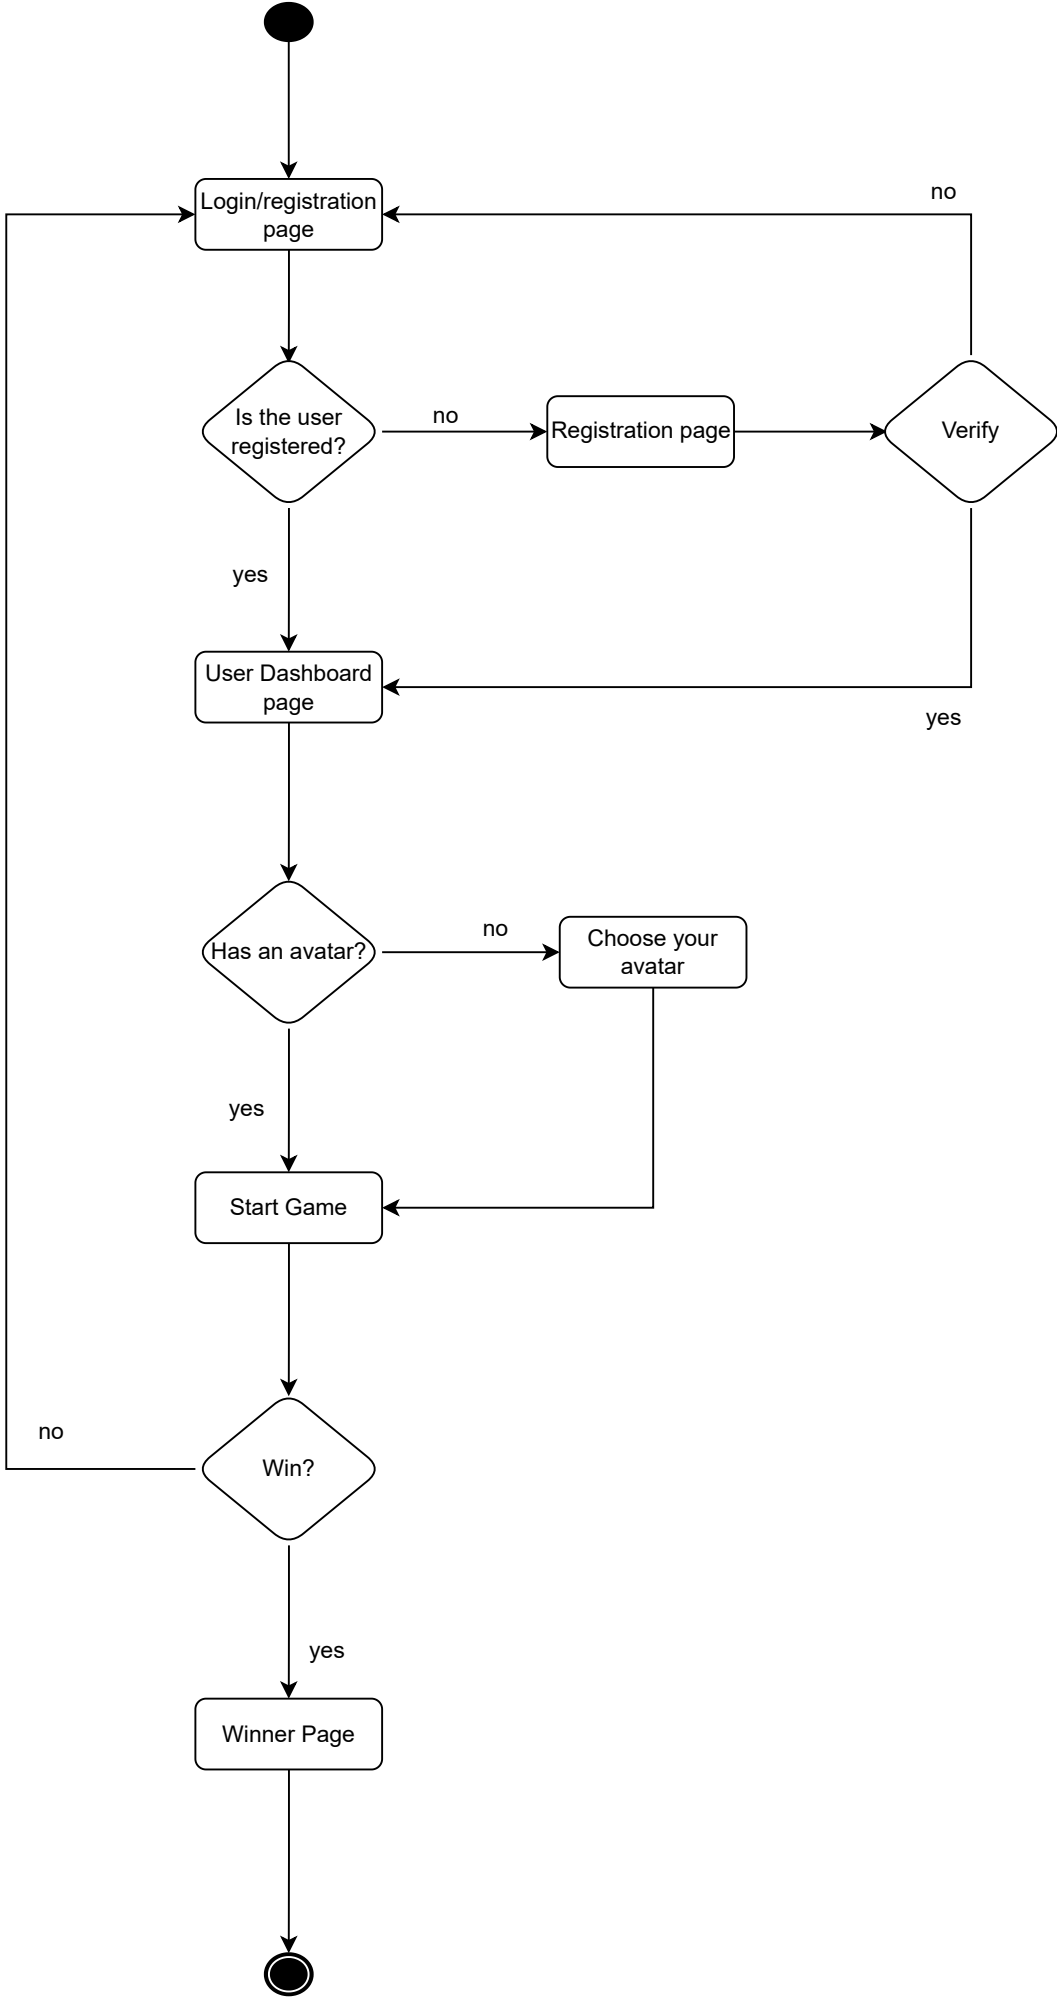 Login/registration
page
no
Is the user
registered?
no
Registration page
Verify
yes
User Dashboard
page
yes
Has an avatar?
no
Choose your
avatar
yes
Start Game
no
Win?
yes
Winner Page